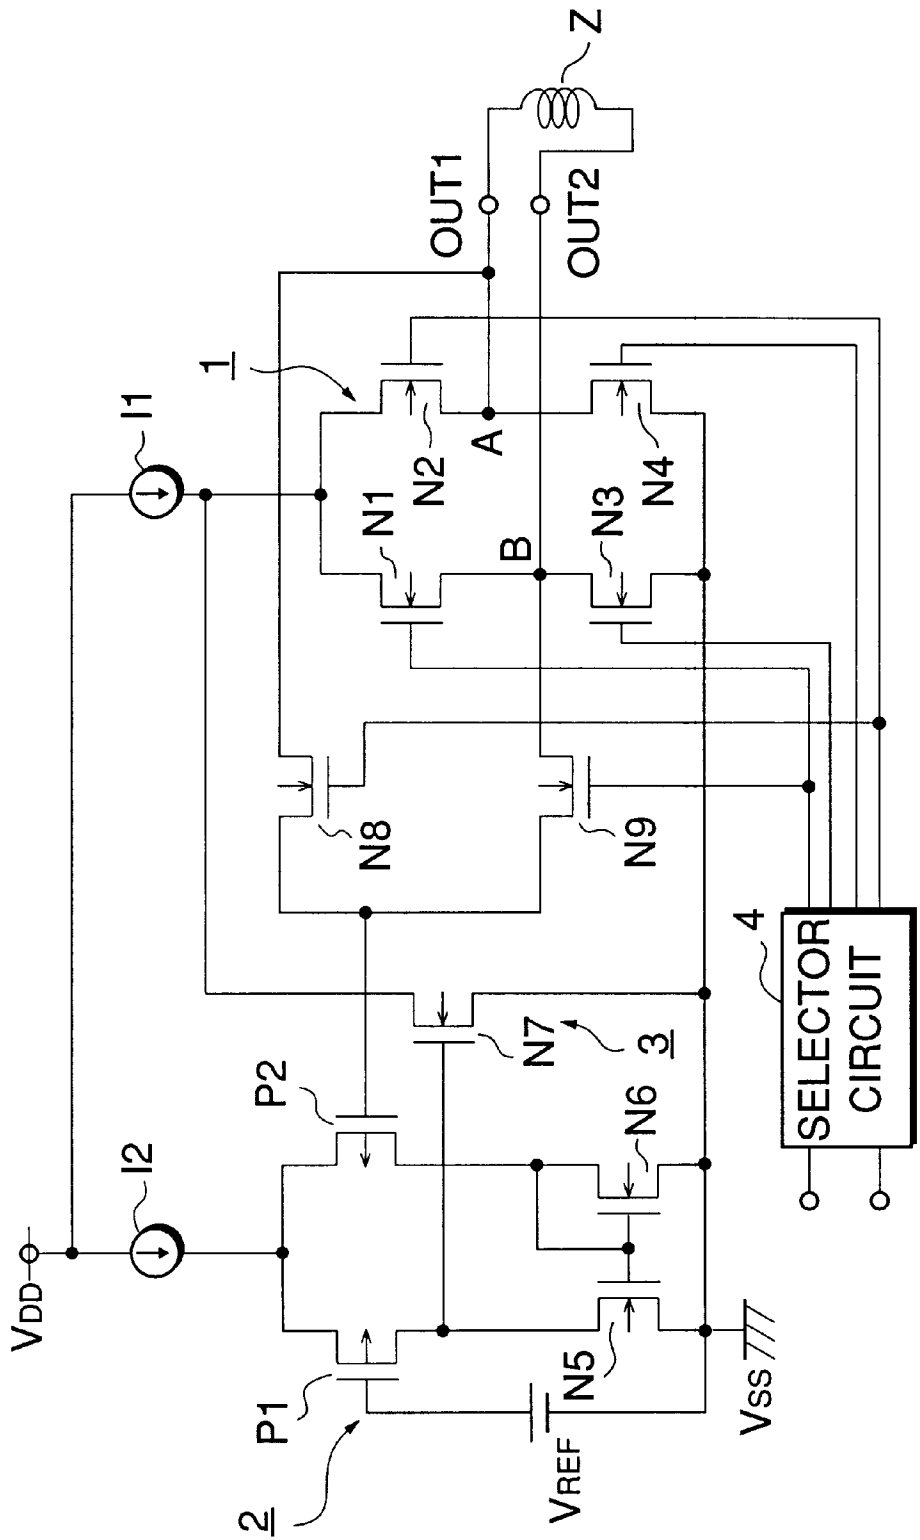 VDD
I2
I1
1
P1
P2
2
N8
N1
N2
A
OUT1
Z
B
OUT2
VREF
N7
3
N9
N5
N6
N3
N4
VSS
4
SELECTOR
CIRCUIT